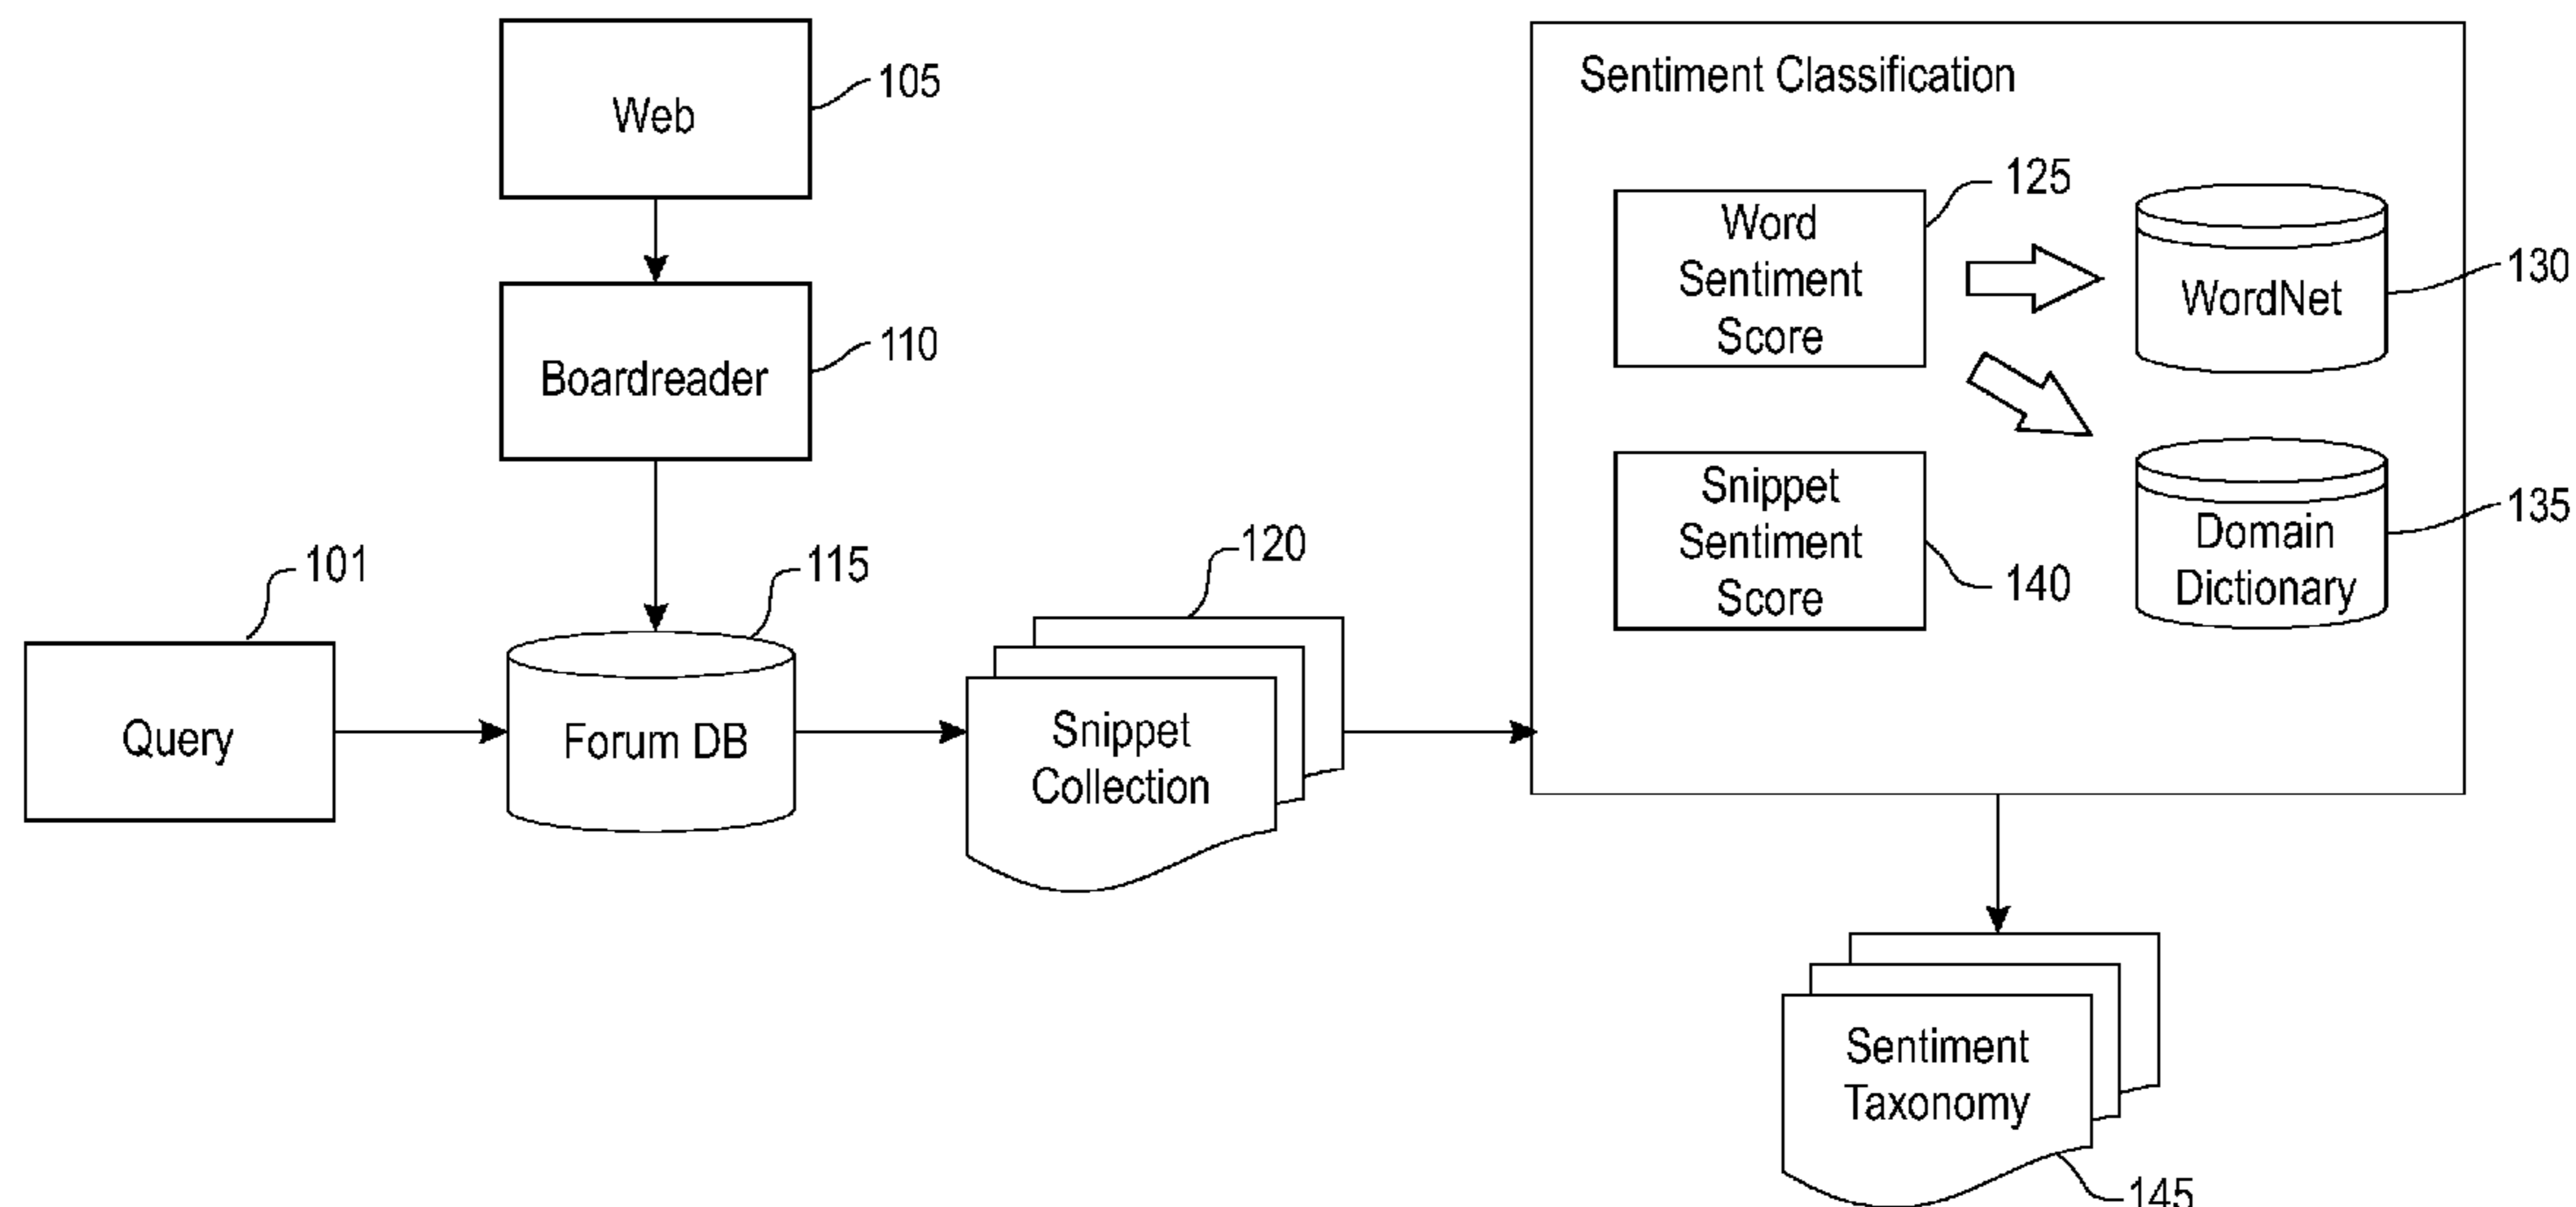 Web
105
Boardreader
110
Query
101
Forum DB
115
Snippet
Collection
120
Sentiment Classification
Word
Sentiment
Score
125
WordNet
130
Domain
Dictionary
135
Snippet
Sentiment
Score
140
Sentiment
Taxonomy
145